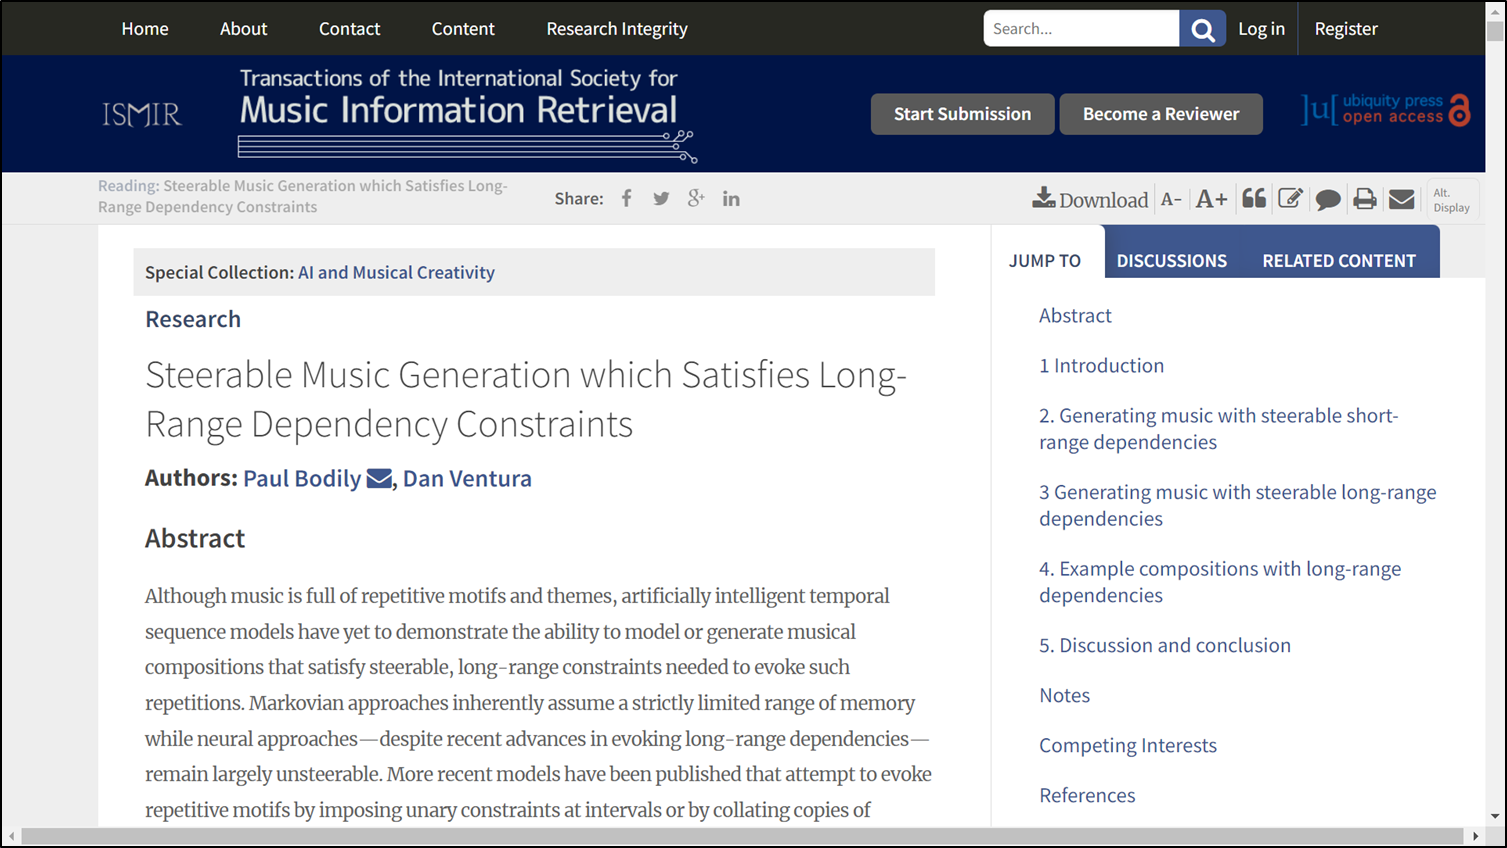 Home About Contact Content Research Integrity Search... Log in Register
ISMIR
Transactions of the International Society for
Music Information Retrieval
Start Submission Become a Reviewer
]u[ ubiquity press
open access
Reading: Steerable Music Generation which Satisfies Long-
Range Dependency Constraints
Share:
Download A- A+
Alt.
Display
Special Collection: AI and Musical Creativity
Research
Steerable Music Generation which Satisfies Long-
Range Dependency Constraints
Authors: Paul Bodily , Dan Ventura
Abstract
Although music is full of repetitive motifs and themes, artificially intelligent temporal
sequence models have yet to demonstrate the ability to model or generate musical
compositions that satisfy steerable, long-range constraints needed to evoke such
repetitions. Markovian approaches inherently assume a strictly limited range of memory
while neural approaches—despite recent advances in evoking long-range dependencies—
remain largely unsteerable. More recent models have been published that attempt to evoke
repetitive motifs by imposing unary constraints at intervals or by collating copies of
JUMP TO DISCUSSIONS RELATED CONTENT
Abstract
1 Introduction
2. Generating music with steerable short-
range dependencies
3 Generating music with steerable long-range
dependencies
4. Example compositions with long-range
dependencies
5. Discussion and conclusion
Notes
Competing Interests
References